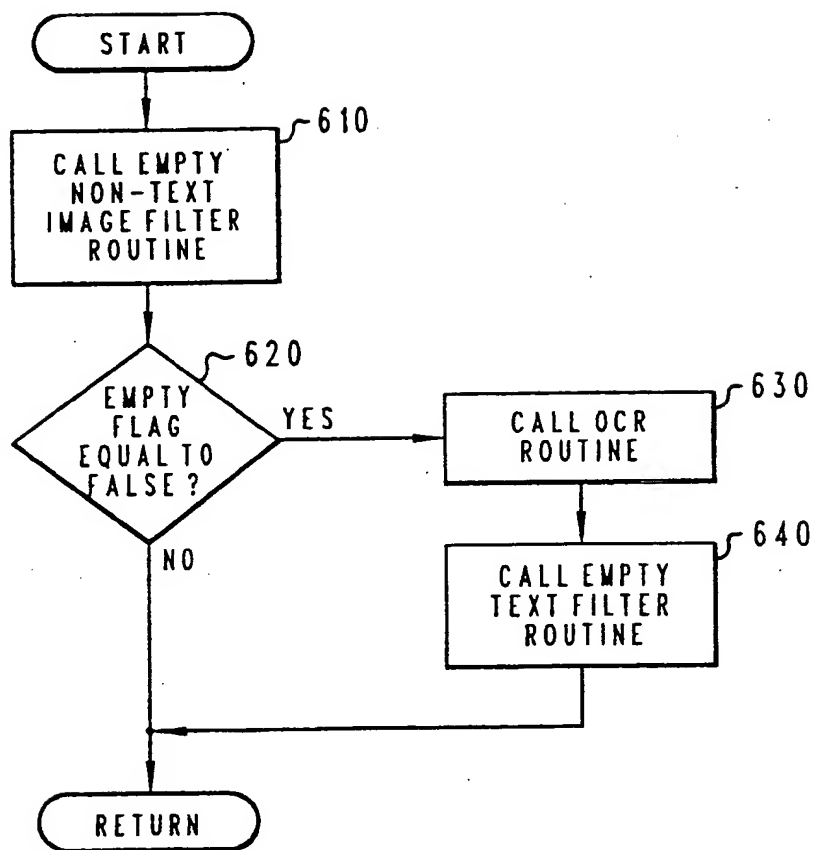 START
610
CALL EMPTY
NON-TEXT
IMAGE FILTER
ROUTINE
620
EMPTY
FLAG
EQUAL TO
FALSE ?
YES
NO
630
CALL OCR
ROUTINE
640
CALL EMPTY
TEXT FILTER
ROUTINE
RETURN